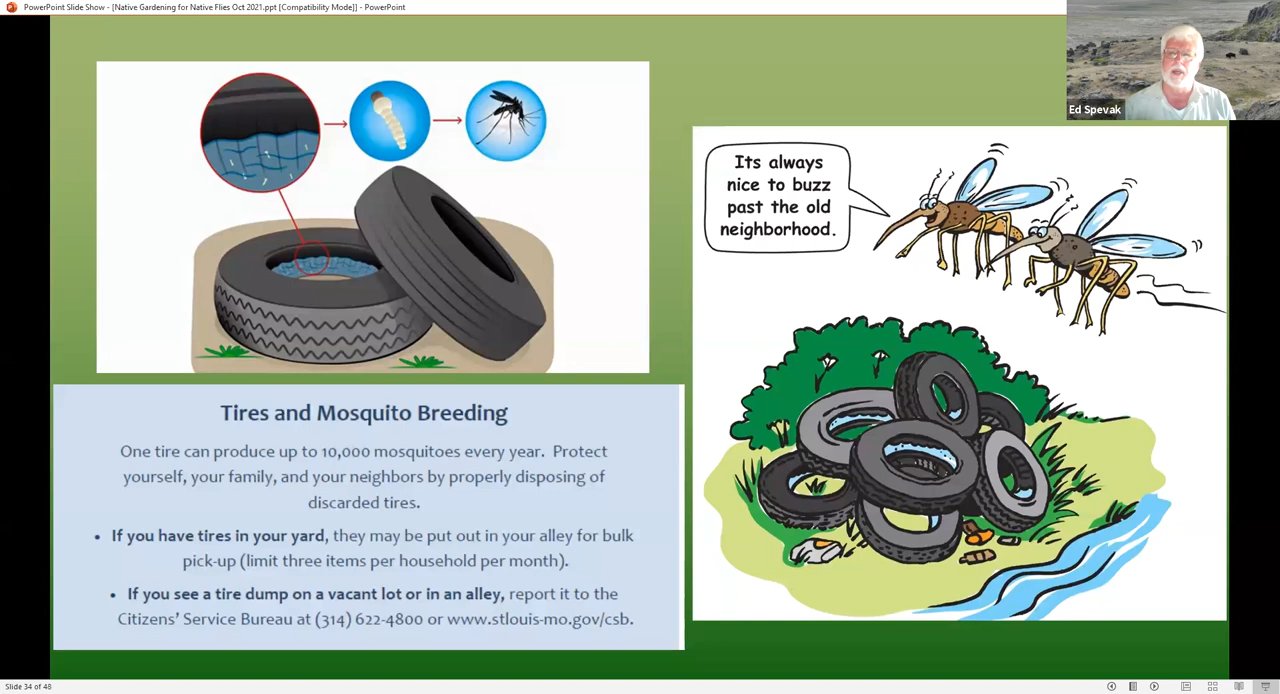 PowerPoint Slide Show - [Native Gardening for Native Flies Oct 2021.ppt [Compatibility Mode]] - PowerPoint
Ed Spevak
Its always
nice to buzz
past the old
neighborhood.
Tires and Mosquito Breeding
One tire can produce up to 10,000 mosquitoes every year. Protect
yourself, your family, and your neighbors by properly disposing of
discarded tires.
• If you have tires in your yard, they may be put out in your alley for bulk
pick-up (limit three items per household per month).
• If you see a tire dump on a vacant lot or in an alley, report it to the
Citizens' Service Bureau at (314) 622-4800 or www.stlouis-mo.gov/csb.
Slide 34 of 48